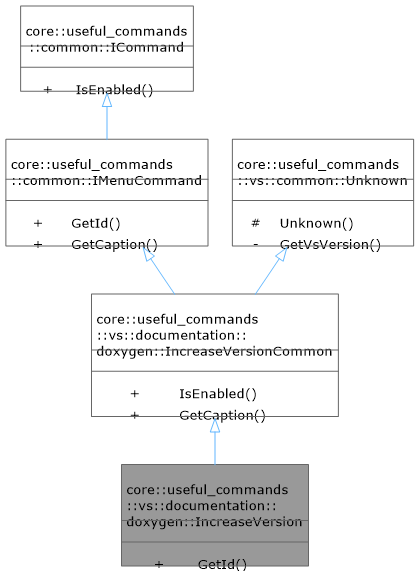 core::useful_commands
::common::ICommand
+ IsEnabled()
core::useful_commands
::common::IMenuCommand
+ GetId()
+ GetCaption()
core::useful_commands
::vs::common::Unknown
# Unknown()
- GetVsVersion()
core::useful_commands
::vs::documentation::
doxygen::IncreaseVersionCommon
+ IsEnabled()
+ GetCaption()
core::useful_commands
::vs::documentation::
doxygen::IncreaseVersion
+ GetId()